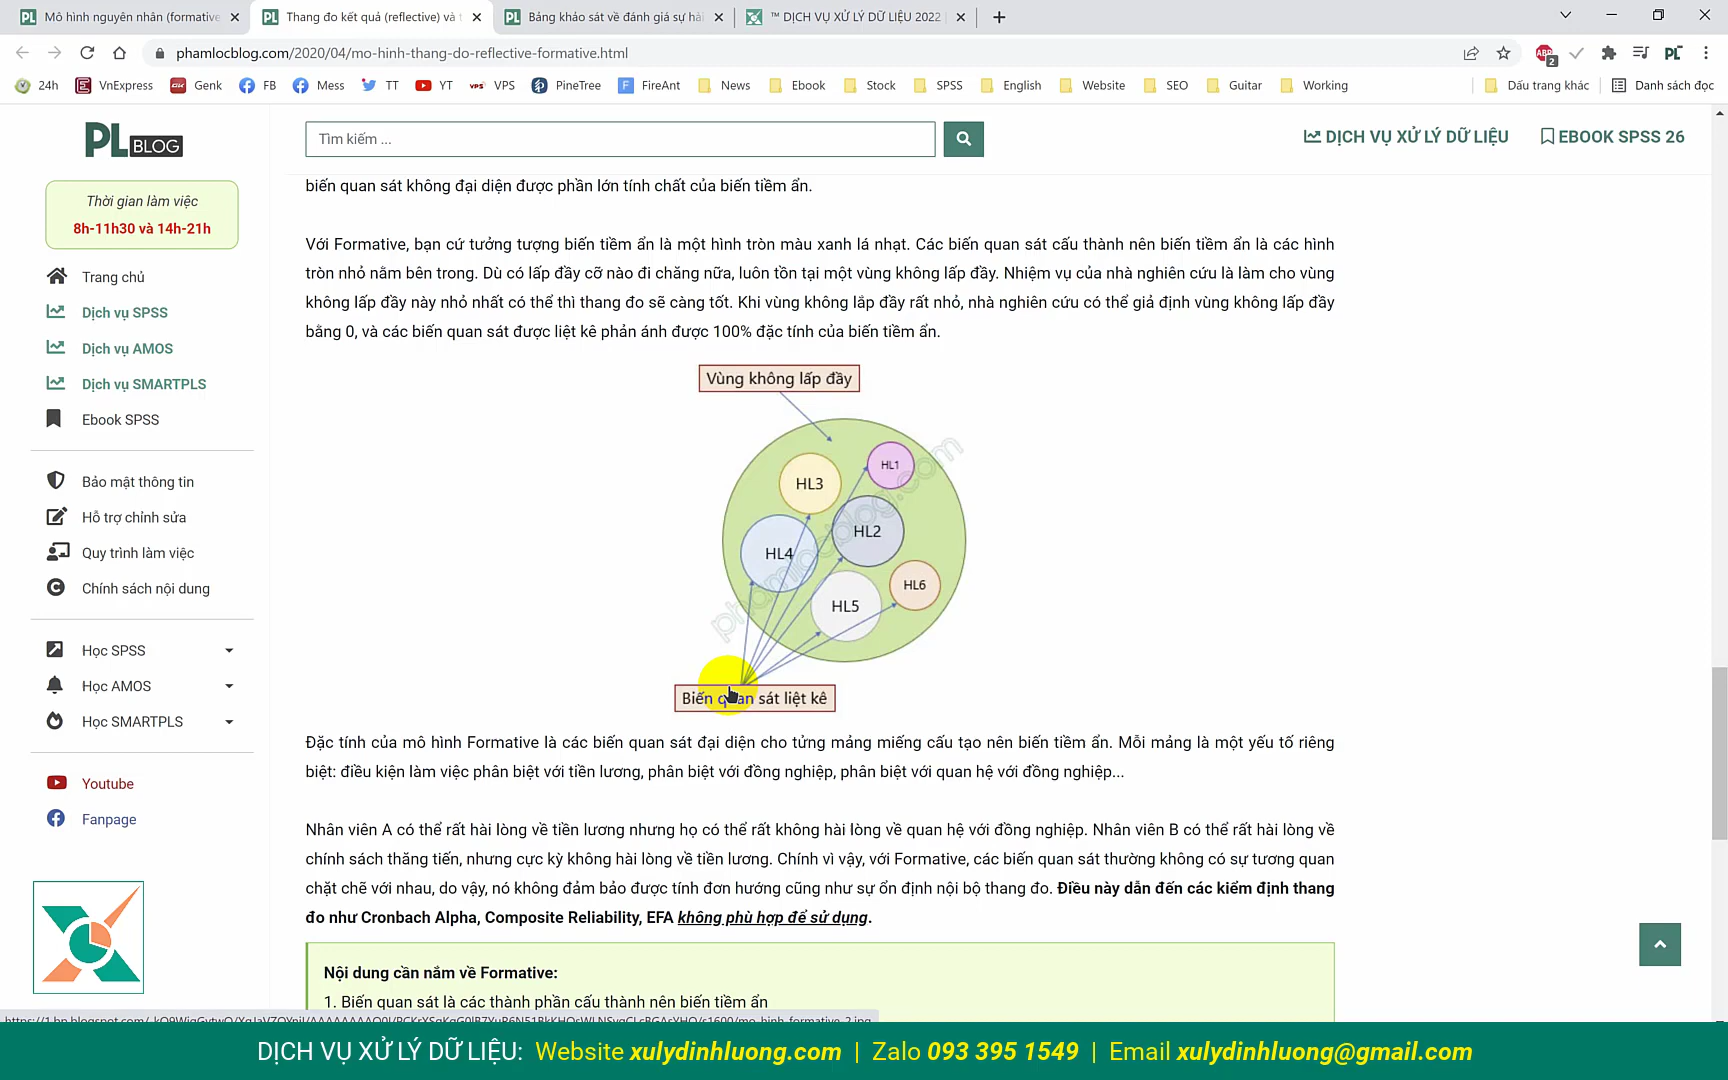 Mô hình nguyên nhân (formative
Thang đo kết quả (reflective) và t
Bảng khảo sát về đánh giá sự hài
™ DỊCH VỤ XỬ LÝ DỮ LIỆU 2022
phamlocblog.com/2020/04/mo-hinh-thang-do-reflective-formative.html
24h
VnExpress
Genk
FB
Mess
TT
YT
VPS
PineTree
FireAnt
News
Ebook
Stock
SPSS
English
Website
SEO
Guitar
Working
Dấu trang khác
Danh sách đọc
PL BLOG
Tìm kiếm ...
DỊCH VỤ XỬ LÝ DỮ LIỆU
EBOOK SPSS 26
Thời gian làm việc
8h-11h30 và 14h-21h
Trang chủ
Dịch vụ SPSS
Dịch vụ AMOS
Dịch vụ SMARTPLS
Ebook SPSS
Bảo mật thông tin
Hỗ trợ chỉnh sửa
Quy trình làm việc
Chính sách nội dung
Học SPSS
Học AMOS
Học SMARTPLS
Youtube
Fanpage
biến quan sát không đại diện được phần lớn tính chất của biến tiềm ẩn.
Với Formative, bạn cứ tưởng tượng biến tiềm ẩn là một hình tròn màu xanh lá nhạt. Các biến quan sát cấu thành nên biến tiềm ẩn là các hình
tròn nhỏ nằm bên trong. Dù có lấp đầy cỡ nào đi chăng nữa, luôn tồn tại một vùng không lấp đầy. Nhiệm vụ của nhà nghiên cứu là làm cho vùng
không lấp đầy này nhỏ nhất có thể thì thang đo sẽ càng tốt. Khi vùng không lắp đầy rất nhỏ, nhà nghiên cứu có thể giả định vùng không lấp đầy
bằng 0, và các biến quan sát được liệt kê phản ánh được 100% đặc tính của biến tiềm ẩn.
Vùng không lấp đầy
HL1
HL3
HL2
HL4
HL6
HL5
phamlocblog.com
Biến quan sát liệt kê
Đặc tính của mô hình Formative là các biến quan sát đại diện cho từng mảng miếng cấu tạo nên biến tiềm ẩn. Mỗi mảng là một yếu tố riêng
biệt: điều kiện làm việc phân biệt với tiền lương, phân biệt với đồng nghiệp, phân biệt với quan hệ với đồng nghiệp...
Nhân viên A có thể rất hài lòng về tiền lương nhưng họ có thể rất không hài lòng về quan hệ với đồng nghiệp. Nhân viên B có thể rất hài lòng về
chính sách thăng tiến, nhưng cực kỳ không hài lòng về tiền lương. Chính vì vậy, với Formative, các biến quan sát thường không có sự tương quan
chặt chẽ với nhau, do vậy, nó không đảm bảo được tính đơn hướng cũng như sự ổn định nội bộ thang đo. Điều này dẫn đến các kiểm định thang
đo như Cronbach Alpha, Composite Reliability, EFA không phù hợp để sử dụng.
Nội dung cần nắm về Formative:
1. Biến quan sát là các thành phần cấu thành nên biến tiềm ẩn
DỊCH VỤ XỬ LÝ DỮ LIỆU: Website xulydinhluong.com | Zalo 093 395 1549 | Email xulydinhluong@gmail.com